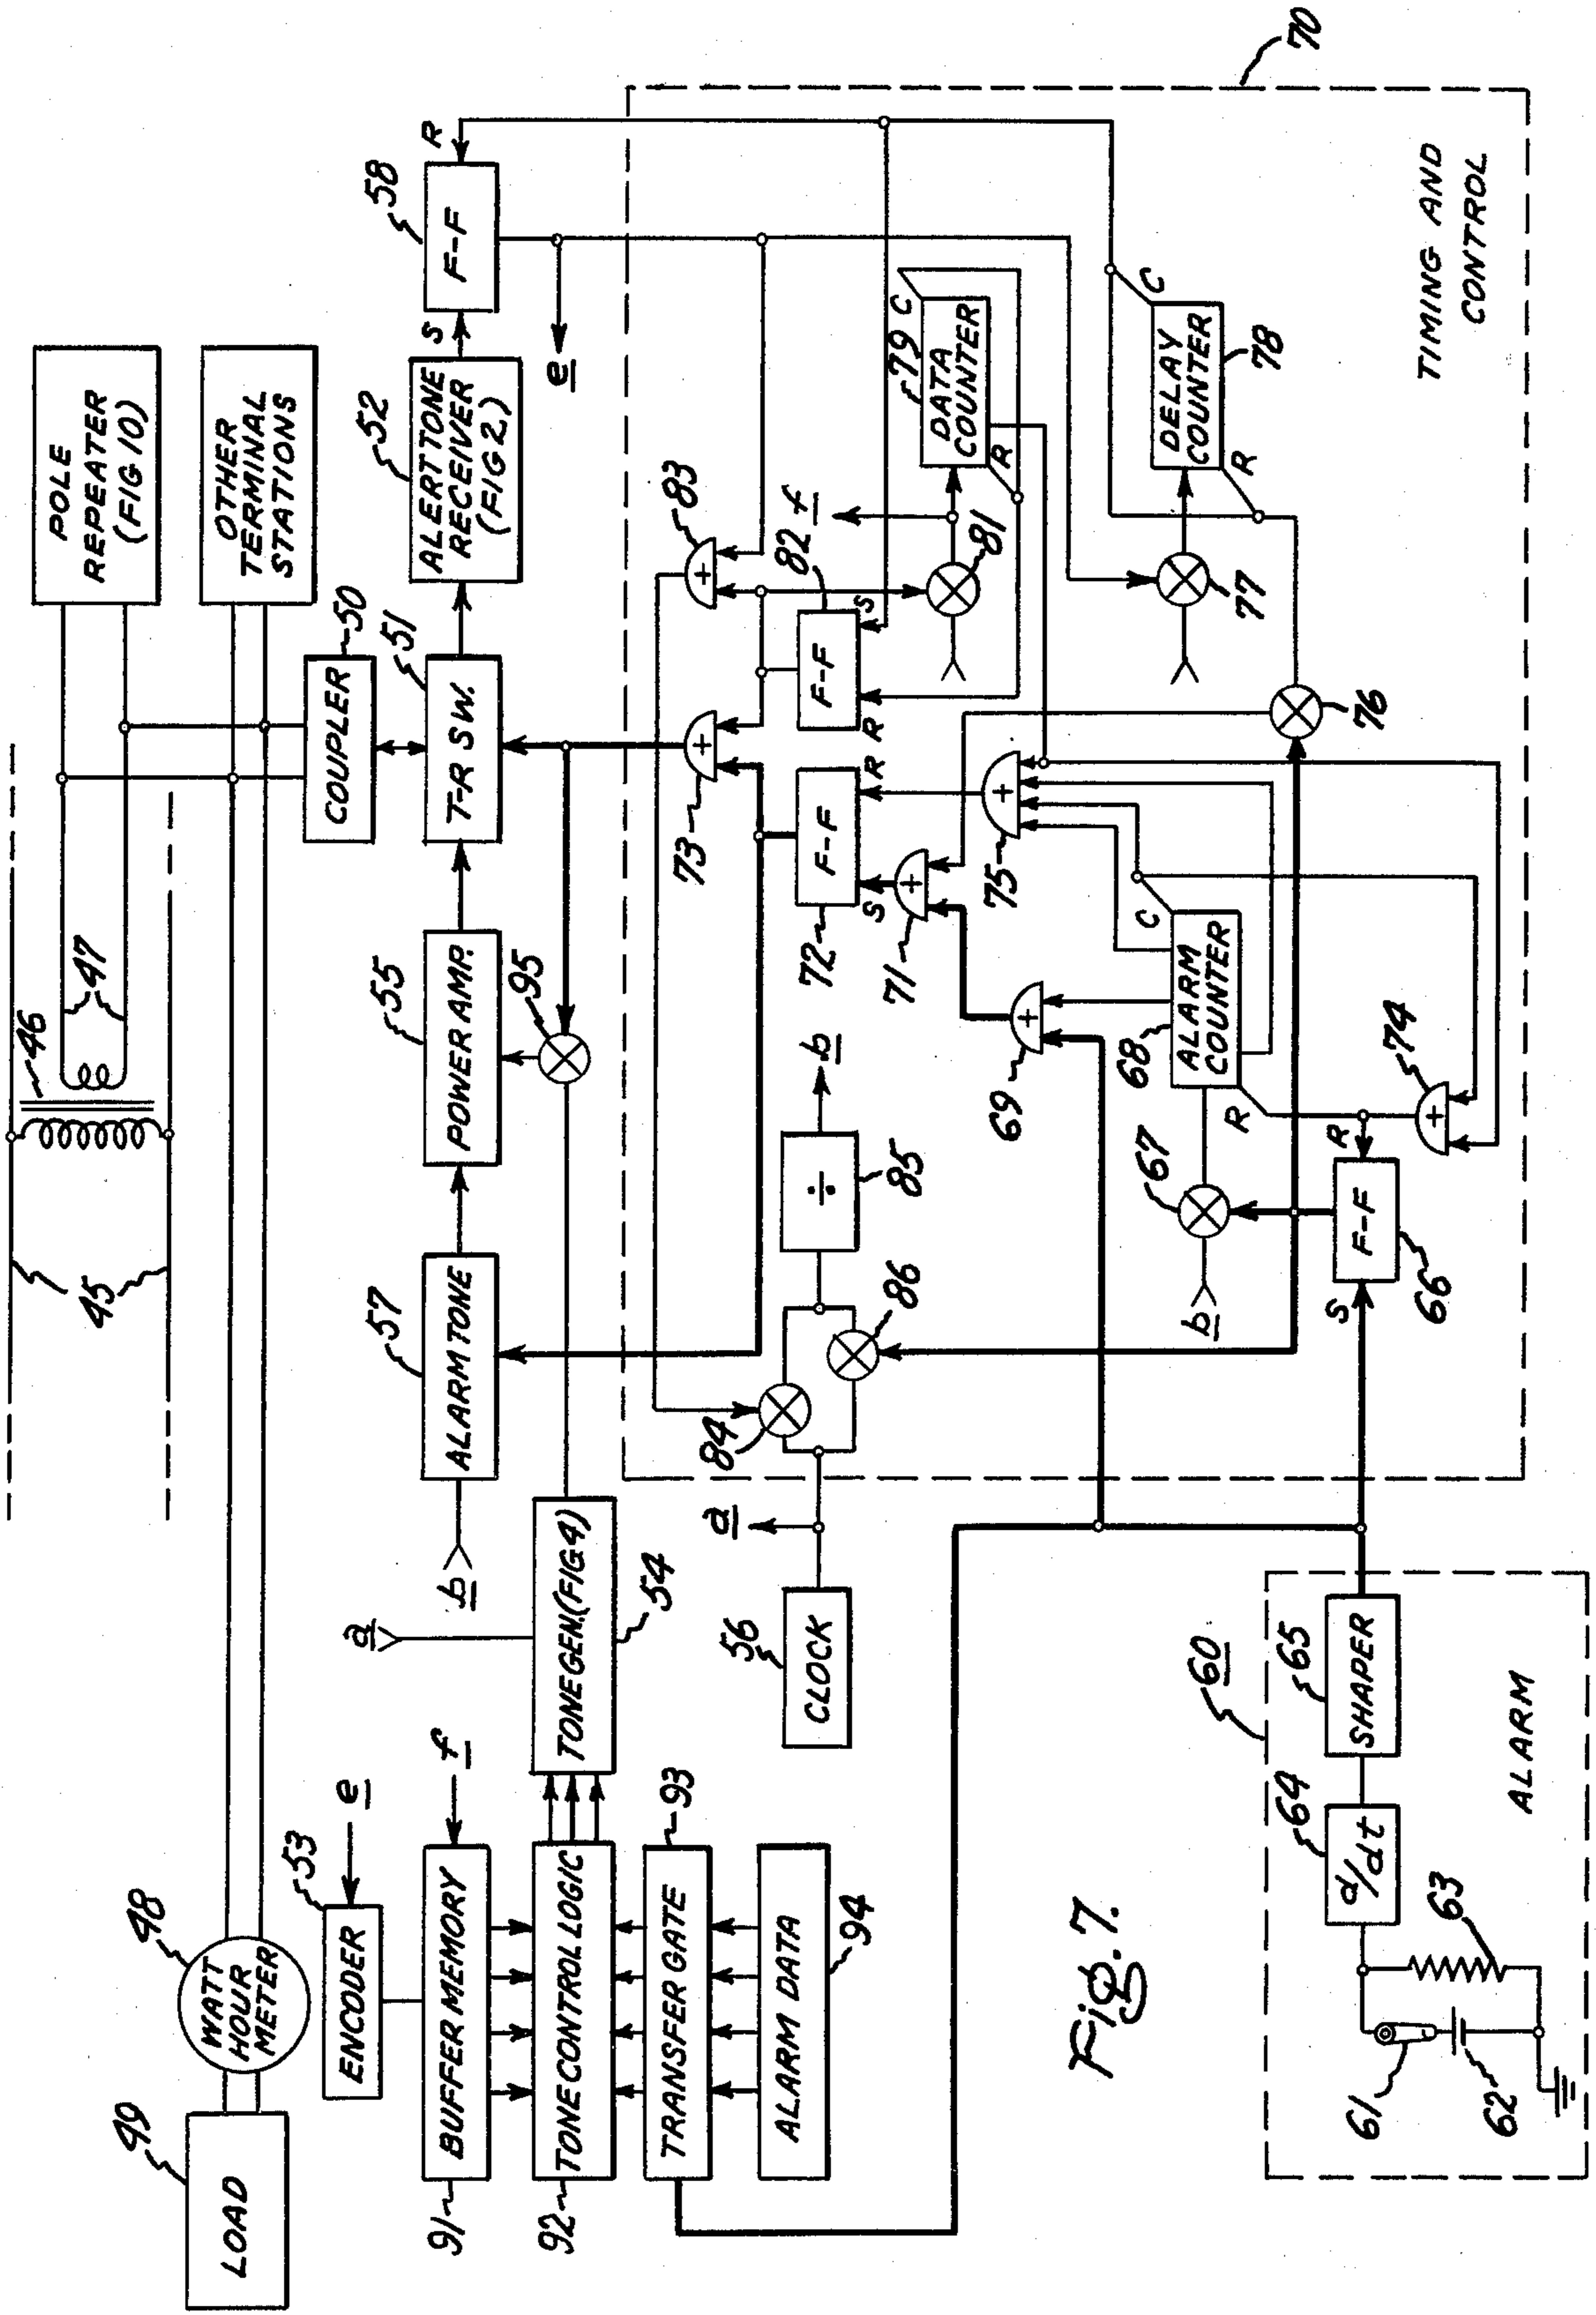 45
46
47
POLE
REPEATER
(FIG 10)
OTHER
TERMINAL
STATIONS
49
LOAD
48
WATT
HOUR
METER
COUPLER
50
53
ENCODER
e
57
ALARM TONE
b
55
POWER AMP.
51
T-R SW.
52
ALERT TONE
RECEIVER
(FIG 2)
S
58
F-F
R
e
91
BUFFER MEMORY
f
92
TONE CONTROL LOGIC
a
TONE GEN. (FIG 4)
54
95
TRANSFER GATE
93
ALARM DATA
94
56
CLOCK
a
84
86
÷
85
b
73
+
83
+
72
F-F
S
R
82
F-F
R
S
f
81
79
DATA
COUNTER
C
R
71
+
69
+
75
+
b
67
68
ALARM
COUNTER
C
R
76
77
DELAY
COUNTER
78
C
R
S
F-F
66
R
74
+
TIMING AND
CONTROL
70
60
61
62
63
64
d/dt
65
SHAPER
ALARM
Fig. 7.